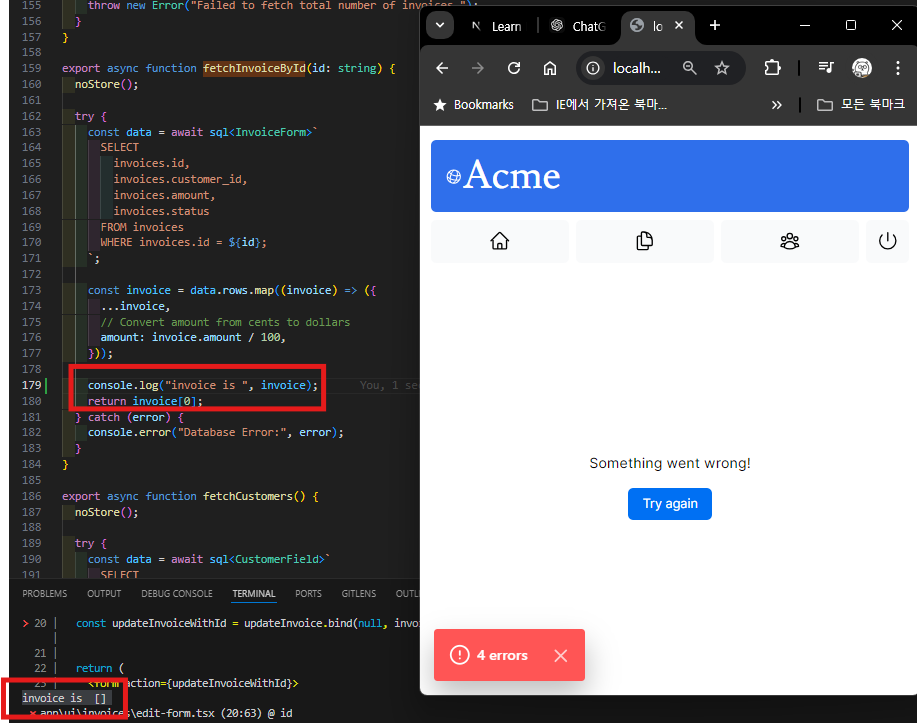 155
throw new Error("Failed to fetch total number of invoices.");
156 }
157 }
158
159 export async function fetchInvoiceById(id: string) {
160 noStore();
161
162 try {
163 const data = await sql<InvoiceForm>`
164 SELECT
165 invoices.id,
166 invoices.customer_id,
167 invoices.amount,
168 invoices.status
169 FROM invoices
170 WHERE invoices.id = ${id};
171 `;
172
173 const invoice = data.rows.map((invoice) => ({
174 ...invoice,
175 // Convert amount from cents to dollars
176 amount: invoice.amount / 100,
177 }));
178
179 console.log("invoice is ", invoice); You, 1 se
180 return invoice[0];
181 } catch (error) {
182 console.error("Database Error:", error);
183 }
184 }
185
186 export async function fetchCustomers() {
187 noStore();
188
189 try {
190 const data = await sql<CustomerField>`
191 SELECT
PROBLEMS OUTPUT DEBUG CONSOLE TERMINAL PORTS GITLENS OUTL
> 20 | const updateInvoiceWithId = updateInvoice.bind(null, invoi
|
21 |
22 | return (
23 | <form action={updateInvoiceWithId}>
invoice is []
⨯ app\ui\invoices\edit-form.tsx (20:63) @ id
Learn ChatG lo
localh...
Bookmarks IE에서 가져온 북마... » 모든 북마크
Acme
Something went wrong!
Try again
4 errors